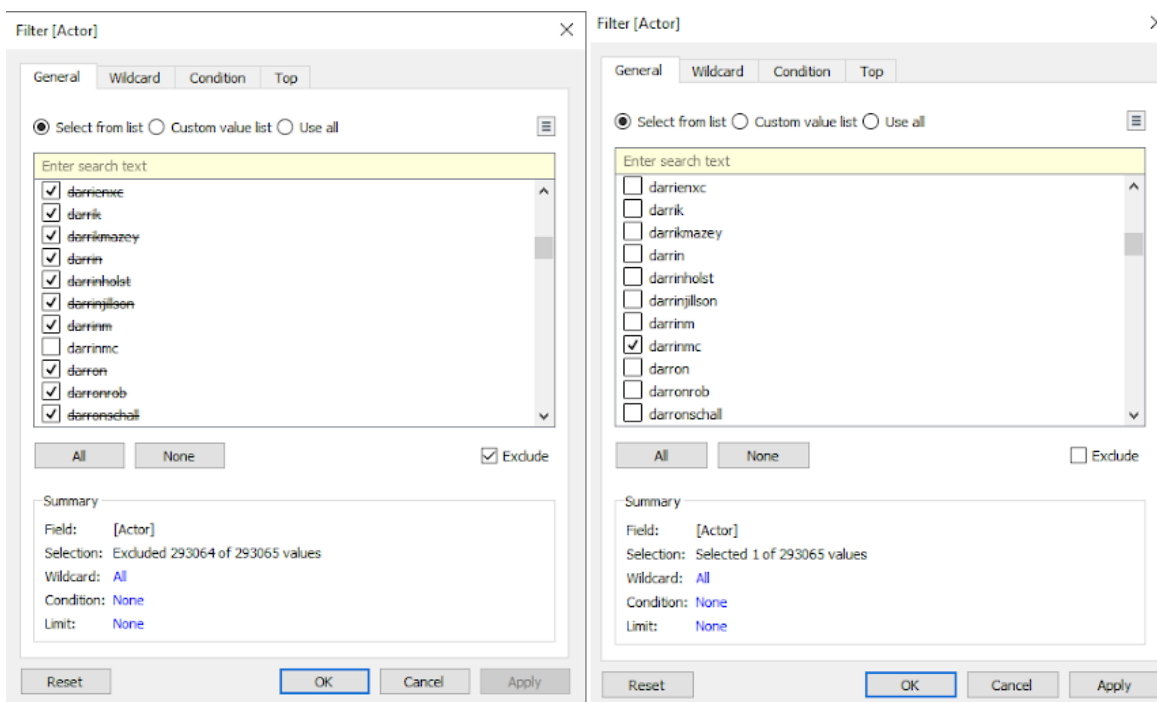 Filter [Actor]
General Wildcard Condition Top
Select from list Custom value list Use all
Enter search text
darrienxc
darrik
darrikmazey
darrin
darrinholst
darrinjillson
darrinm
darrinmc
darron
darronrob
darronschall
All None Exclude
Summary
Field: [Actor]
Selection: Excluded 293064 of 293065 values
Wildcard: All
Condition: None
Limit: None
Reset OK Cancel Apply
Filter [Actor]
General Wildcard Condition Top
Select from list Custom value list Use all
Enter search text
darrienxc
darrik
darrikmazey
darrin
darrinholst
darrinjillson
darrinm
darrinmc
darron
darronrob
darronschall
All None Exclude
Summary
Field: [Actor]
Selection: Selected 1 of 293065 values
Wildcard: All
Condition: None
Limit: None
Reset OK Cancel Apply